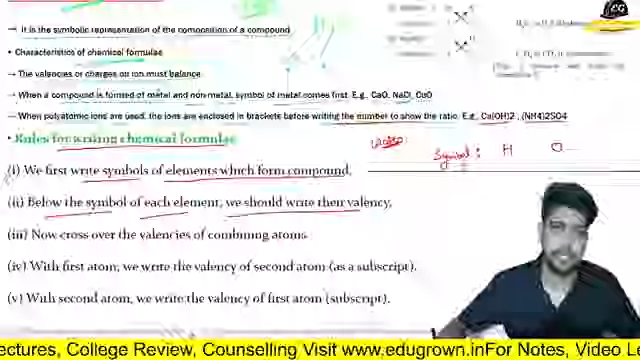 → It is the symbolic representation of the composition of a compound
• Characteristics of chemical formulae
→ The valencies or charges on ion must balance.
→ When a compound is formed of metal and non-metal, symbol of metal comes first. E.g., CaO, NaCl, CuO
→ When polyatomic ions are used, the ions are enclosed in brackets before writing the number to show the ratio. E.g., Ca(OH)2 , (NH4)2SO4
• Rules for writing chemical formulae
(i) We first write symbols of elements which form compound.
Symbol : H O
(ii) Below the symbol of each element, we should write their valency.
(iii) Now cross over the valencies of combining atoms.
(iv) With first atom, we write the valency of second atom (as a subscript).
(v) With second atom, we write the valency of first atom (subscript).
ectures, College Review, Counselling Visit www.edugrown.inFor Notes, Video Le